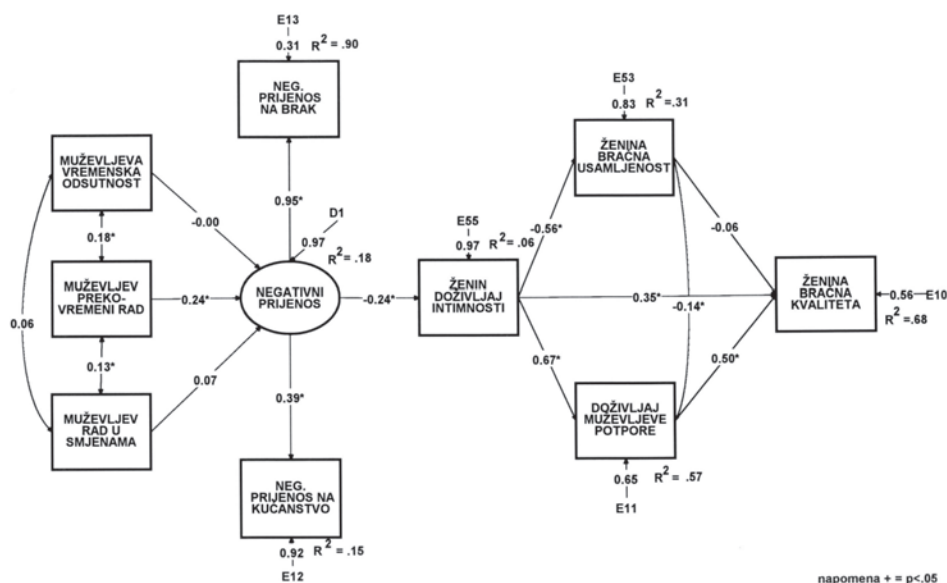 E13
0.31 R² = .90
NEG.
PRIJENOS
NA BRAK
E53
0.83 R² =.31
ŽENINA
BRAČNA
USAMLJENOST
MUŽEVLJEVA
VREMENSKA
ODSUTNOST
0.95*
D1
0.97
R² = .18
-0.00
E55
0.97 R² = .06
-0.56*
-0.06
0.18*
MUŽEVLJEV
PREKO-
VREMENI RAD
0.24*
NEGATIVNI
PRIJENOS
-0.24*
ŽENIN
DOŽIVLJAJ
INTIMNOSTI
0.35*
-0.14*
ŽENINA
BRAČNA
KVALITETA
0.56 E10
R² =.68
0.06
0.13*
0.07
0.67*
0.50*
MUŽEVLJEV
RAD U
SMJENAMA
0.39*
DOŽIVLJAJ
MUŽEVLJEVE
POTPORE
NEG.
PRIJENOS NA
KUĆANSTVO
0.65 R² = .57
E11
0.92 R² = .15
E12
napomena + = p<.05